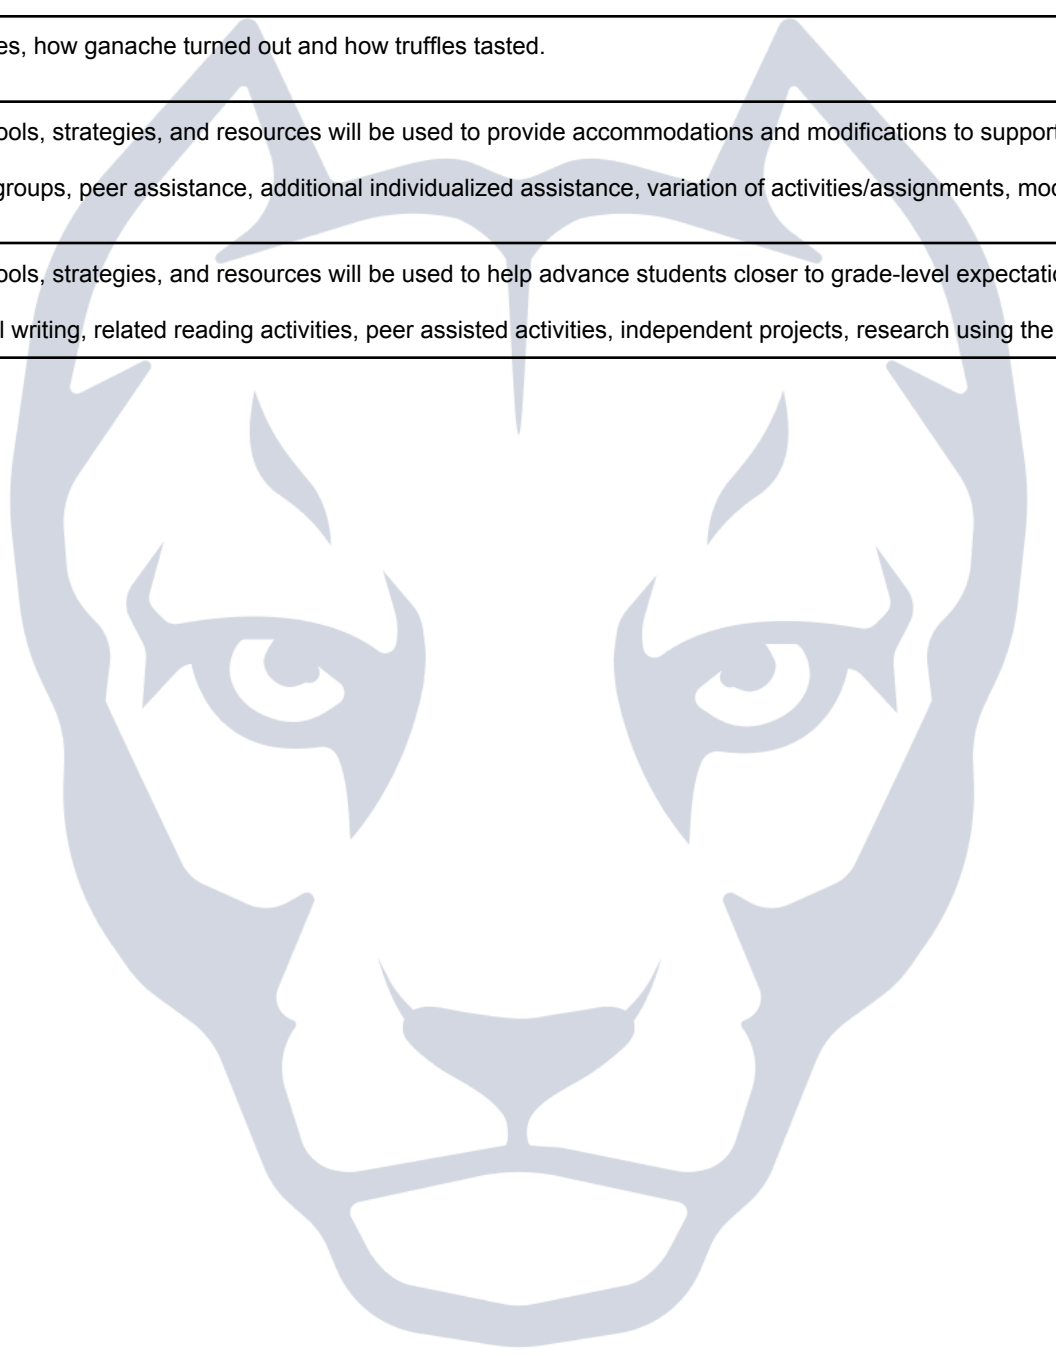 es, how ganache turned out and how truffles tasted.
ools, strategies, and resources will be used to provide accommodations and modifications to support
groups, peer assistance, additional individualized assistance, variation of activities/assignments, mod
ools, strategies, and resources will be used to help advance students closer to grade-level expectatio
l writing, related reading activities, peer assisted activities, independent projects, research using the